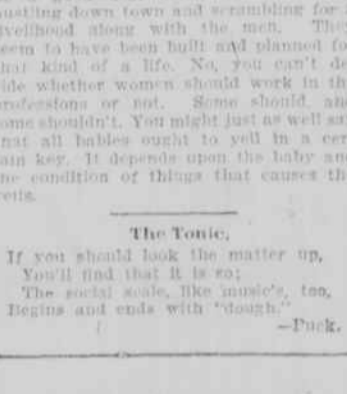 hustling down town and scrambling for a
livelihood along with the men. They
seem to have been built and planned for
that kind of a life. No, you can't de-
cide whether women should work in the
professions or not. Some should, and
some shouldn't. You might just as well say
that all babies ought to yell in a cer-
tain key. It depends upon the baby and
the condition of things that causes the
yells.
The Tonic.
If you should look the matter up,
You'll find that it is so;
The social scale, like music's, too,
Begins and ends with "dough."
—Puck.